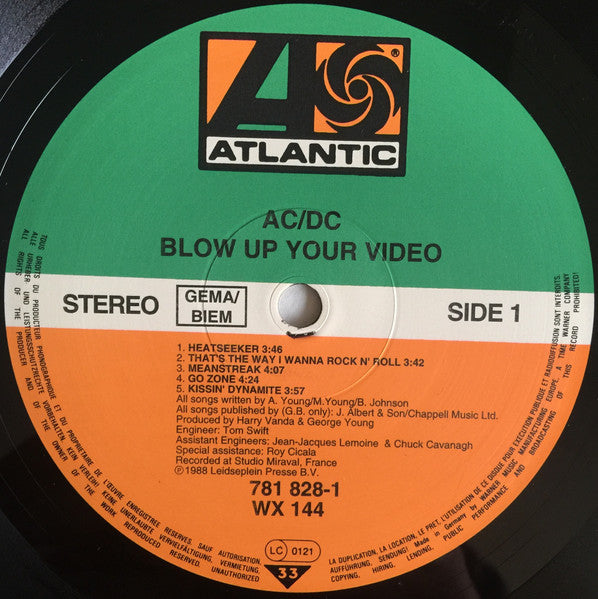 ATLANTIC
®
AC/DC
BLOW UP YOUR VIDEO
STEREO
GEMA/
BIEM
SIDE 1
1. HEATSEEKER 3:46
2. THAT'S THE WAY I WANNA ROCK N' ROLL 3:42
3. MEANSTREAK 4:07
4. GO ZONE 4:24
5. KISSIN' DYNAMITE 3:57
All songs written by A. Young/M.Young/B. Johnson
All songs published by (G.B. only): J. Albert & Son/Chappell Music Ltd.
Produced by Harry Vanda & George Young
Engineer: Tom Swift
Assistant Engineers: Jean-Jacques Lemoine & Chuck Cavanagh
Special assistance: Roy Cicala
Recorded at Studio Miraval, France
℗1988 Leidseplein Presse B.V.
781 828-1
WX 144
LC 0121
33
TOUS DROITS DU PRODUCTEUR PHONOGRAPHIQUE ET DU PROPRIETAIRE DE L'ŒUVRE ENREGISTREE RESERVES. SAUF AUTORISATION, LA DUPLICATION, LA LOCATION, LE PRET, L'UTILISATION DE CE DISQUE POUR EXECUTION PUBLIQUE ET RADIODIFFUSION SONT INTERDITS
ALLE URHEBER- UND LEISTUNGSSCHUTZRECHTE VORBEHALTEN. KEIN VERLEIH! KEINE UNERLAUBTE VERVIELFÄLTIGUNG, VERMIETUNG, AUFFÜHRUNG, SENDUNG! Made in Germany by WARNER MUSIC MANUFACTURING EUROPE. A TIME WARNER COMPANY
ALL RIGHTS OF THE PRODUCER AND OF THE OWNER OF THE WORK REPRODUCED RESERVED. UNAUTHORIZED COPYING, HIRING, LENDING, PUBLIC PERFORMANCE AND BROADCASTING OF THIS RECORD PROHIBITED!